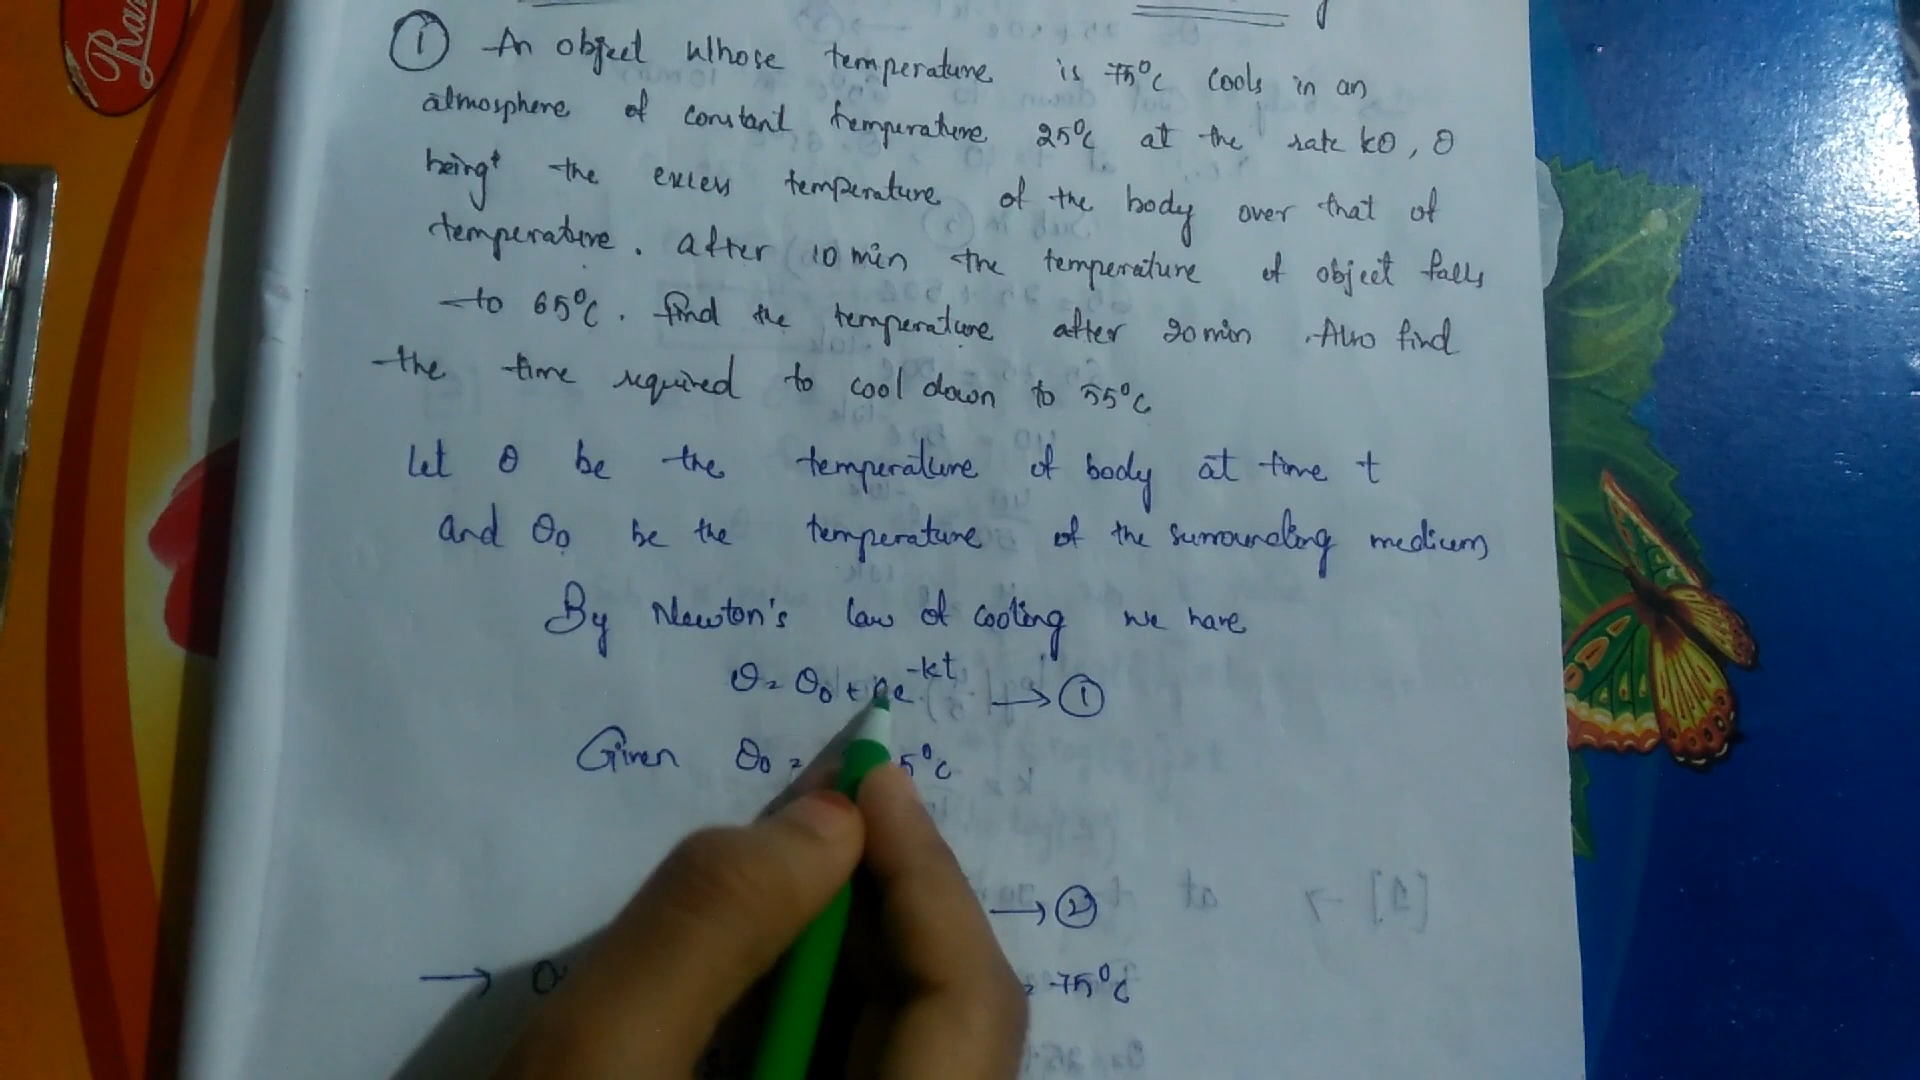 ① An object whose temperature is 75°C cools in an
atmosphere of constant temperature 25°C at the rate kθ, θ
being the excess temperature of the body over that of
temperature. after 10 min the temperature of object falls
to 65°C. find the temperature after 20 min. Also find
the time required to cool down to 55°C
Let θ be the temperature of body at time t
and θ₀ be the temperature of the surrounding medium
By Newton's law of cooling we have
θ = θ₀ + ce^-kt → ①
Given θ₀ = 5°C
→ ②
→ θ = 75°C